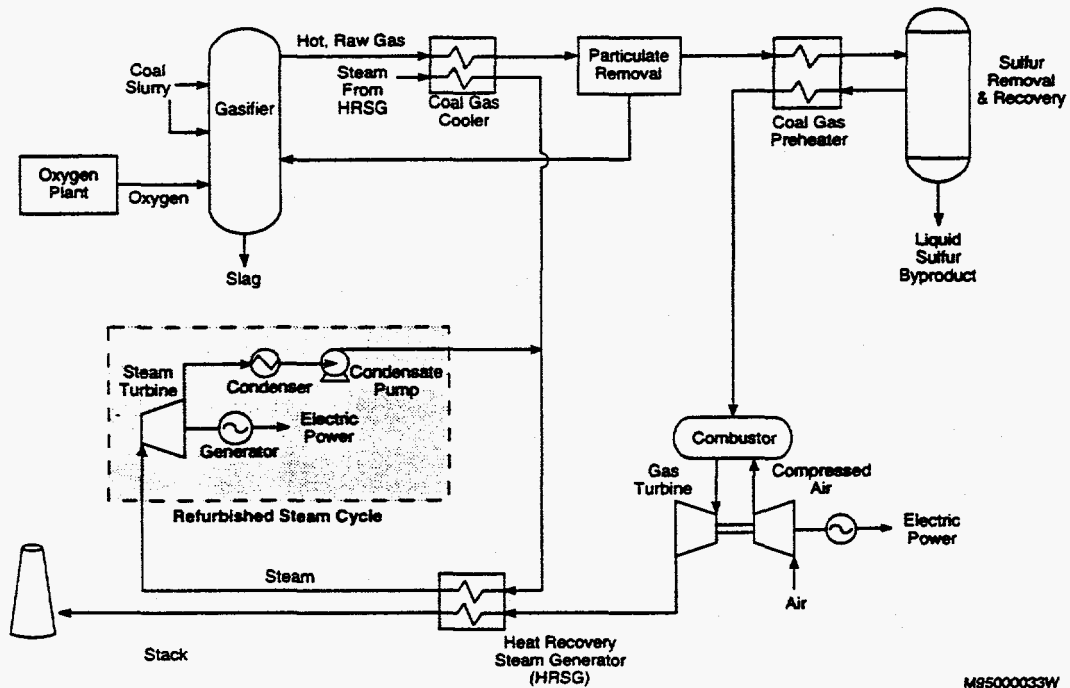 Hot, Raw Gas
Steam
From
HRSG
Coal Gas
Cooler
Particulate
Removal
Coal Gas
Preheater
Sulfur
Removal
& Recovery
Coal
Slurry
Gasifier
Oxygen
Plant
Oxygen
Slag
Liquid
Sulfur
Byproduct
Steam
Turbine
Condenser
Condensate
Pump
Generator
Electric
Power
Refurbished Steam Cycle
Combustor
Gas
Turbine
Compressed
Air
Electric
Power
Air
Steam
Stack
Heat Recovery
Steam Generator
(HRSG)
M95000033W